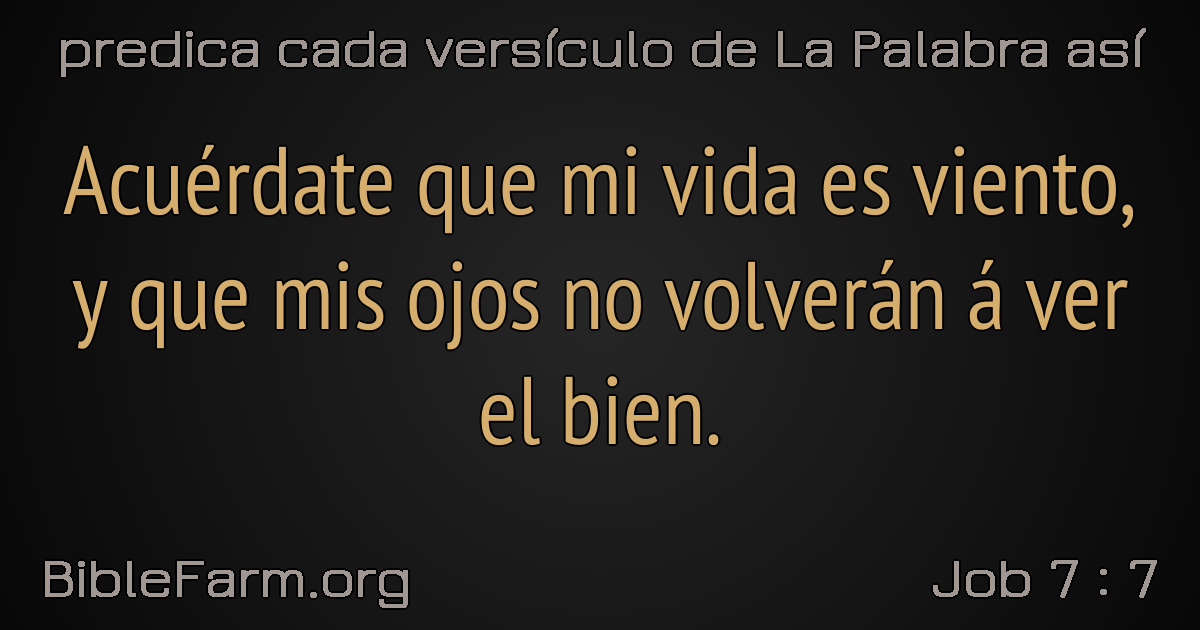 predica cada versículo de La Palabra así
Acuérdate que mi vida es viento,
y que mis ojos no volverán á ver
el bien.
BibleFarm.org
Job 7 : 7